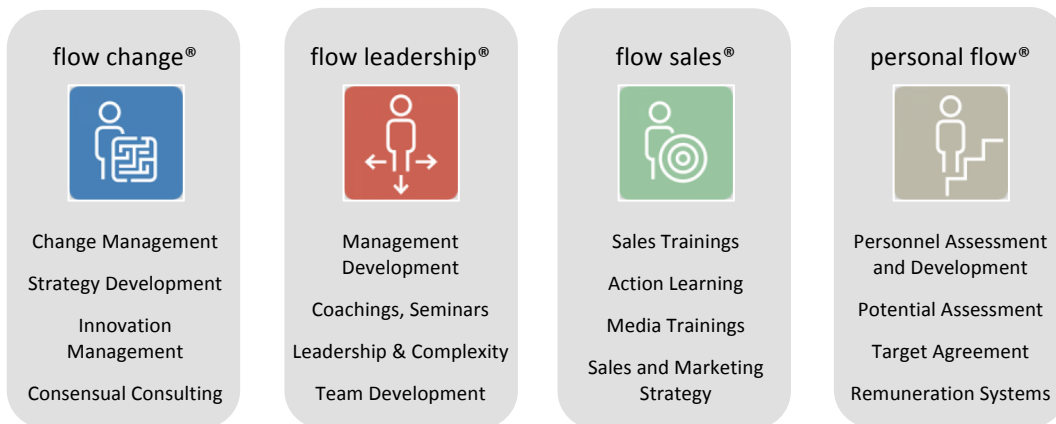 flow change®
Change Management
Strategy Development
Innovation
Management
Consensual Consulting
flow leadership®
Management
Development
Coachings, Seminars
Leadership & Complexity
Team Development
flow sales®
Sales Trainings
Action Learning
Media Trainings
Sales and Marketing
Strategy
personal flow®
Personnel Assessment
and Development
Potential Assessment
Target Agreement
Remuneration Systems